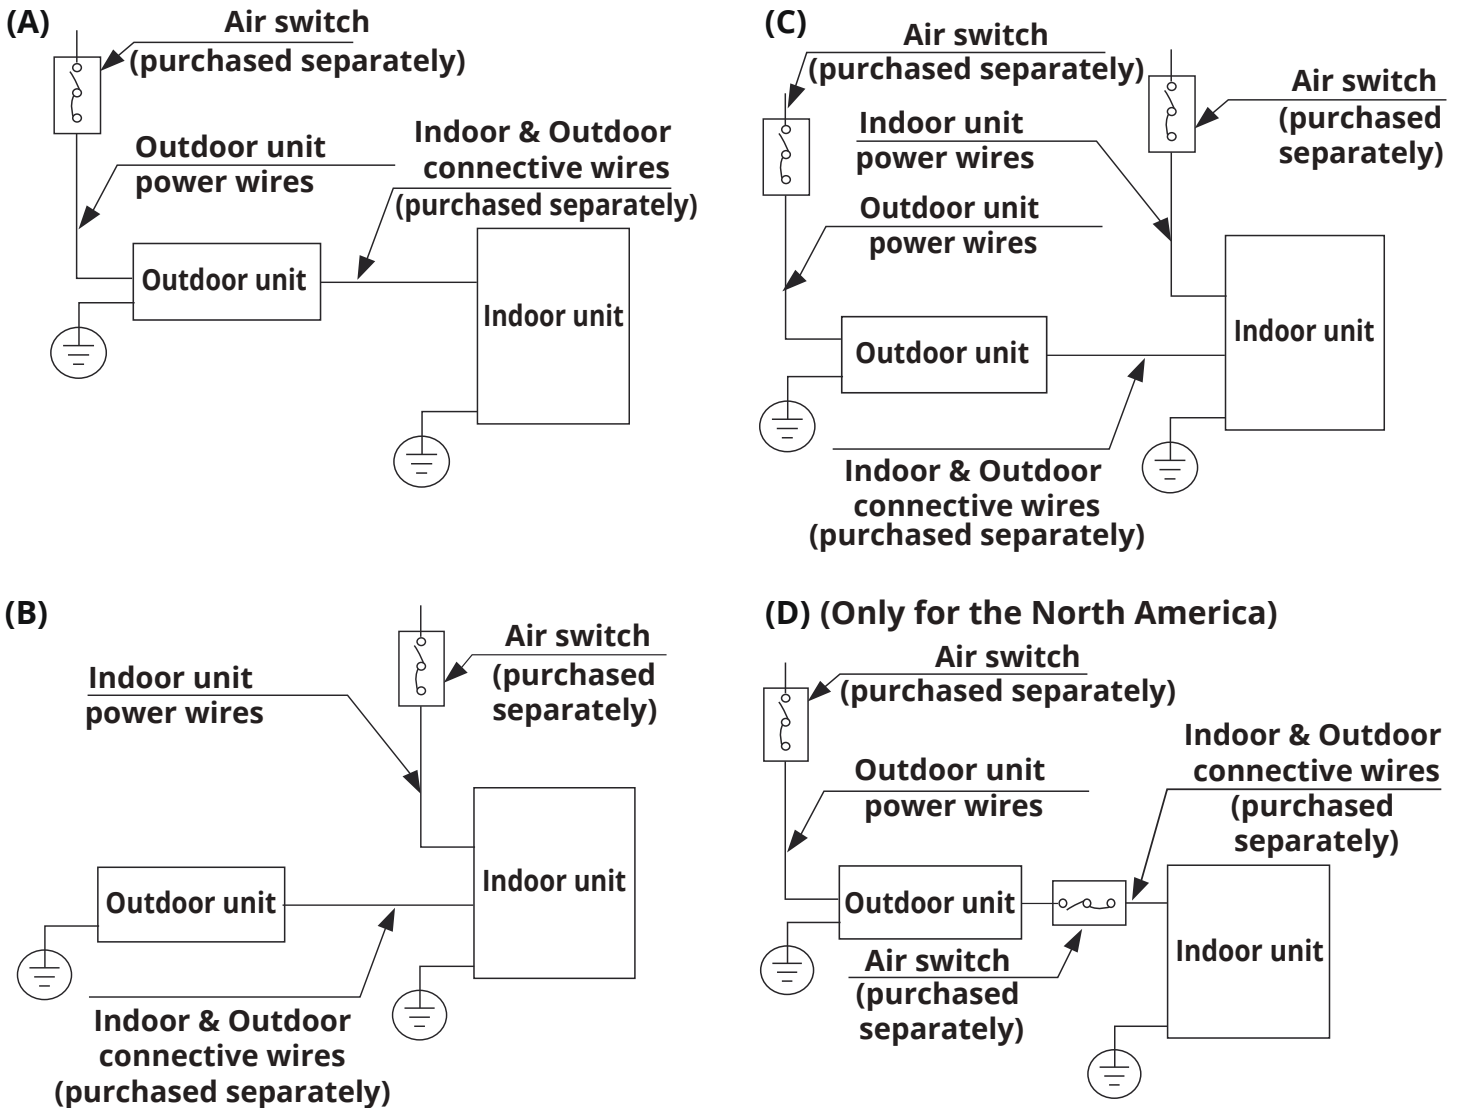 (A)
Air switch
(purchased separately)
Outdoor unit
power wires
Indoor & Outdoor
connective wires
(purchased separately)
Outdoor unit
Indoor unit
(C)
Air switch
(purchased separately)
Air switch
(purchased
separately)
Indoor unit
power wires
Outdoor unit
power wires
Outdoor unit
Indoor unit
Indoor & Outdoor
connective wires
(purchased separately)
(B)
Air switch
(purchased
separately)
Indoor unit
power wires
Outdoor unit
Indoor unit
Indoor & Outdoor
connective wires
(purchased separately)
(D) (Only for the North America)
Air switch
(purchased separately)
Indoor & Outdoor
connective wires
(purchased
separately)
Outdoor unit
power wires
Outdoor unit
Indoor unit
Air switch
(purchased
separately)